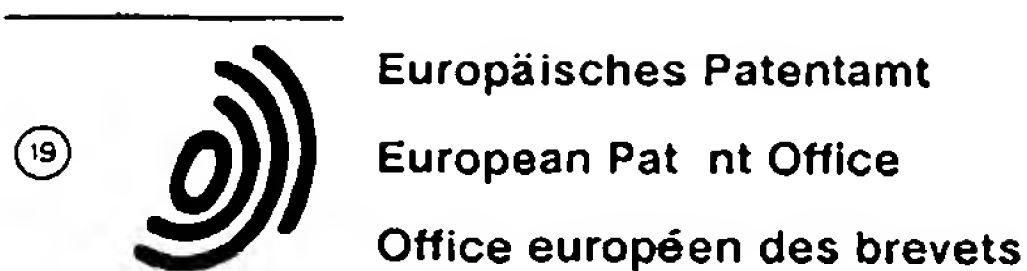 Europäisches Patentamt
19 European Pat nt Office
Office européen des brevets